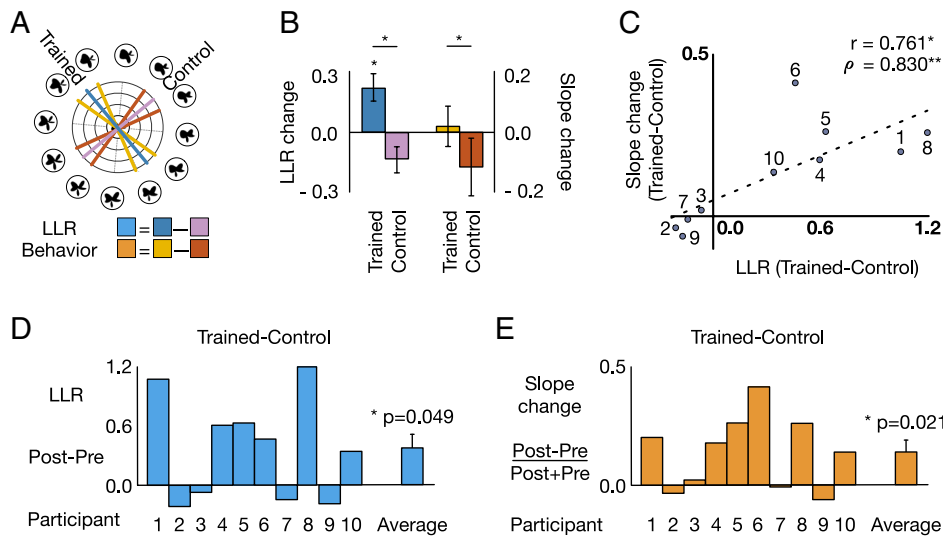 A
Trained
Control
LLR = −
Behavior = −
B
*
*
*
0.3
0.0
- 0.3
LLR change
0.2
0.0
- 0.2
Slope change
Trained
Control
Trained
Control
C
Slope change
(Trained-Control)
0.5
r = 0.761*
ρ = 0.830**
6
5
1
8
10
4
7
3
2
9
0.0
0.6
1.2
LLR (Trained-Control)
D
Trained-Control
LLR
Post-Pre
1.2
0.6
0.0
* p=0.049
Participant 1 2 3 4 5 6 7 8 9 10 Average
E
Trained-Control
Slope
change
Post-Pre
Post+Pre
0.5
0.0
* p=0.021
Participant 1 2 3 4 5 6 7 8 9 10 Average